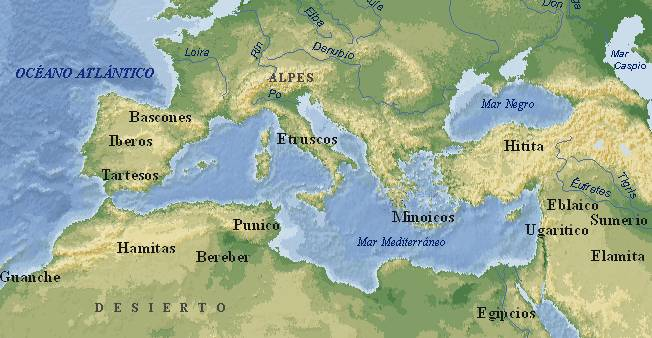 Don
Elba
Loira
Rin
Danubio
OCÉANO ATLÁNTICO
ALPES
Mar
Caspio
Po
Mar Negro
Bascones
Iberos
Etruscos
Hitita
Tartesos
Tigris
Éufrates
Eblaico
Minoicos
Sumerio
Punico
Ugaritico
Mar Mediterráneo
Hamitas
Bereber
Elamita
Guanche
DESIERTO
Egipcios